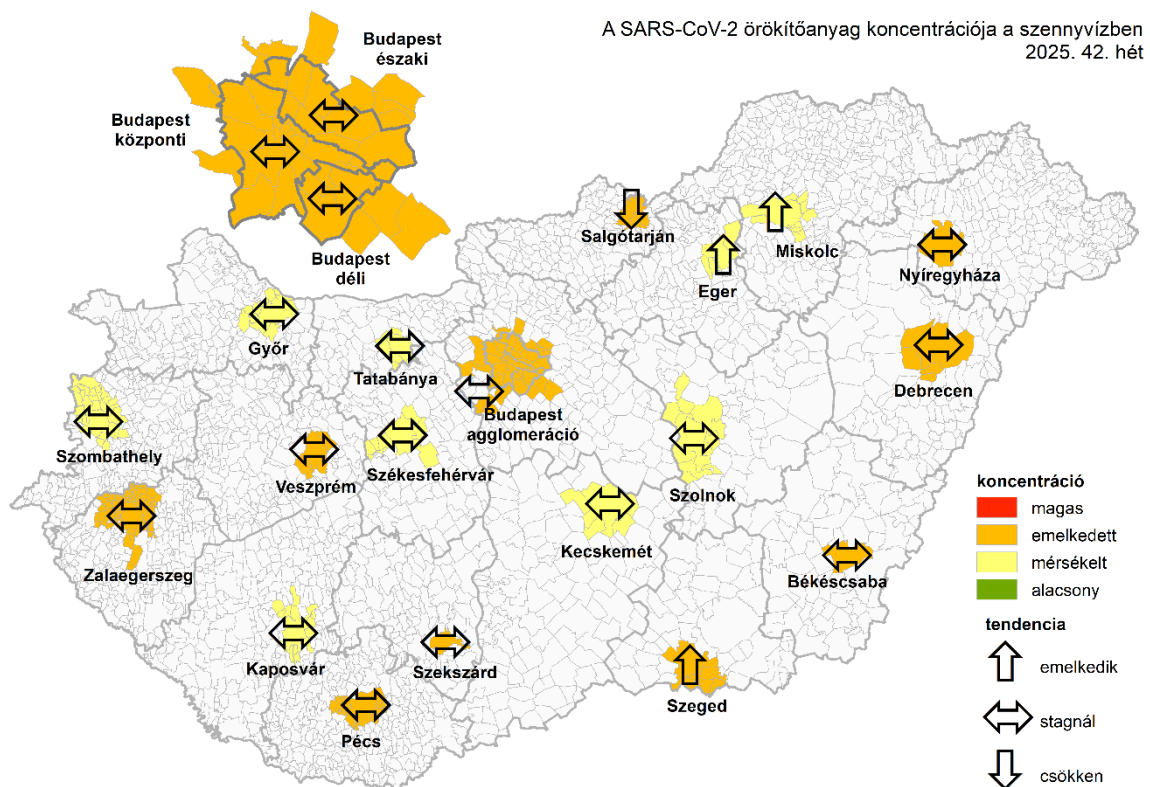 A SARS-CoV-2 örökítőanyag koncentrációja a szennyvízben
2025. 42. hét
Budapest
északi
Budapest
központi
Budapest
déli
Salgótarján
Miskolc
Eger
Nyíregyháza
Győr
Tatabánya
Debrecen
Budapest
agglomeráció
Szombathely
Veszprém
Székesfehérvár
Szolnok
Kecskemét
Zalaegerszeg
Békéscsaba
Kaposvár
Szekszárd
Szeged
Pécs
koncentráció
magas
emelkedett
mérsékelt
alacsony
tendencia
emelkedik
stagnál
csökken